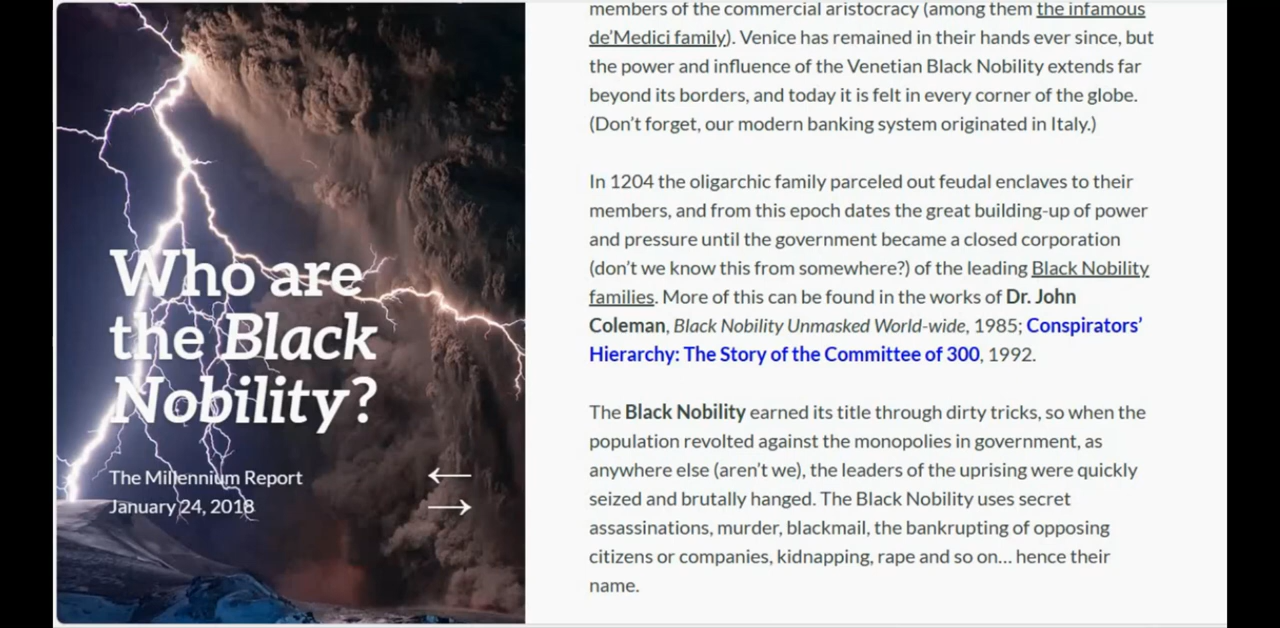 Who are
the Black
Nobility?
The Millennium Report
January 24, 2018
members of the commercial aristocracy (among them the infamous
de'Medici family). Venice has remained in their hands ever since, but
the power and influence of the Venetian Black Nobility extends far
beyond its borders, and today it is felt in every corner of the globe.
(Don't forget, our modern banking system originated in Italy.)
In 1204 the oligarchic family parceled out feudal enclaves to their
members, and from this epoch dates the great building-up of power
and pressure until the government became a closed corporation
(don't we know this from somewhere?) of the leading Black Nobility
families. More of this can be found in the works of Dr. John
Coleman, Black Nobility Unmasked World-wide, 1985; Conspirators'
Hierarchy: The Story of the Committee of 300, 1992.
The Black Nobility earned its title through dirty tricks, so when the
population revolted against the monopolies in government, as
anywhere else (aren't we), the leaders of the uprising were quickly
seized and brutally hanged. The Black Nobility uses secret
assassinations, murder, blackmail, the bankrupting of opposing
citizens or companies, kidnapping, rape and so on... hence their
name.